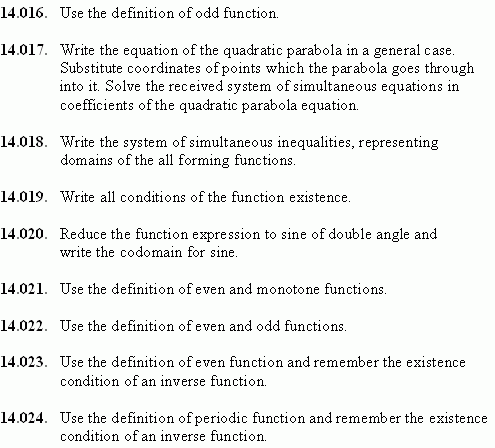 14.016. Use the definition of odd function.
14.017. Write the equation of the quadratic parabola in a general case.
Substitute coordinates of points which the parabola goes through
into it. Solve the received system of simultaneous equations in
coefficients of the quadratic parabola equation.
14.018. Write the system of simultaneous inequalities, representing
domains of the all forming functions.
14.019. Write all conditions of the function existence.
14.020. Reduce the function expression to sine of double angle and
write the codomain for sine.
14.021. Use the definition of even and monotone functions.
14.022. Use the definition of even and odd functions.
14.023. Use the definition of even function and remember the existence
condition of an inverse function.
14.024. Use the definition of periodic function and remember the existence
condition of an inverse function.